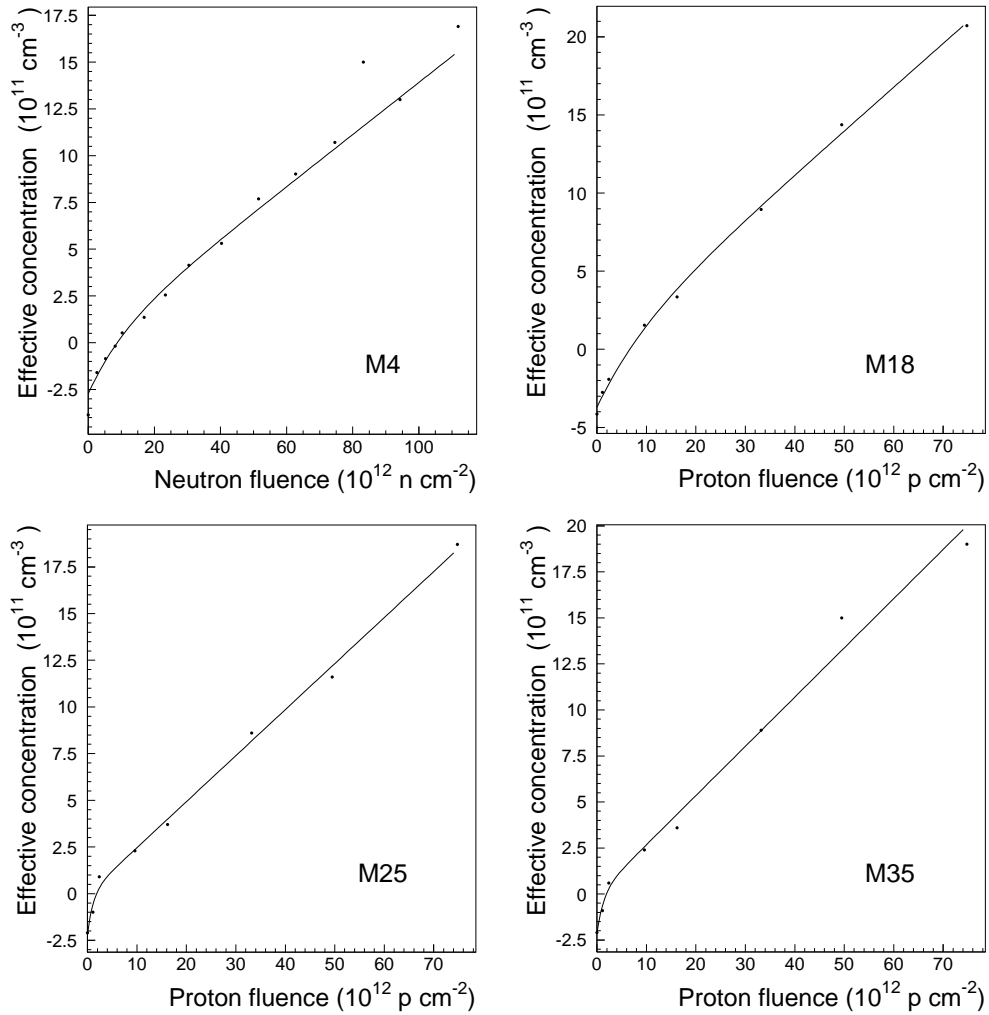 Effective concentration (10^11 cm^-3)
17.5
15
12.5
10
7.5
5
2.5
0
-2.5
M4
0 20 40 60 80 100
Neutron fluence (10^12 n cm^-2)
Effective concentration (10^11 cm^-3)
20
15
10
5
0
-5
M18
0 10 20 30 40 50 60 70
Proton fluence (10^12 p cm^-2)
Effective concentration (10^11 cm^-3)
17.5
15
12.5
10
7.5
5
2.5
0
-2.5
M25
0 10 20 30 40 50 60 70
Proton fluence (10^12 p cm^-2)
Effective concentration (10^11 cm^-3)
20
17.5
15
12.5
10
7.5
5
2.5
0
-2.5
M35
0 10 20 30 40 50 60 70
Proton fluence (10^12 p cm^-2)